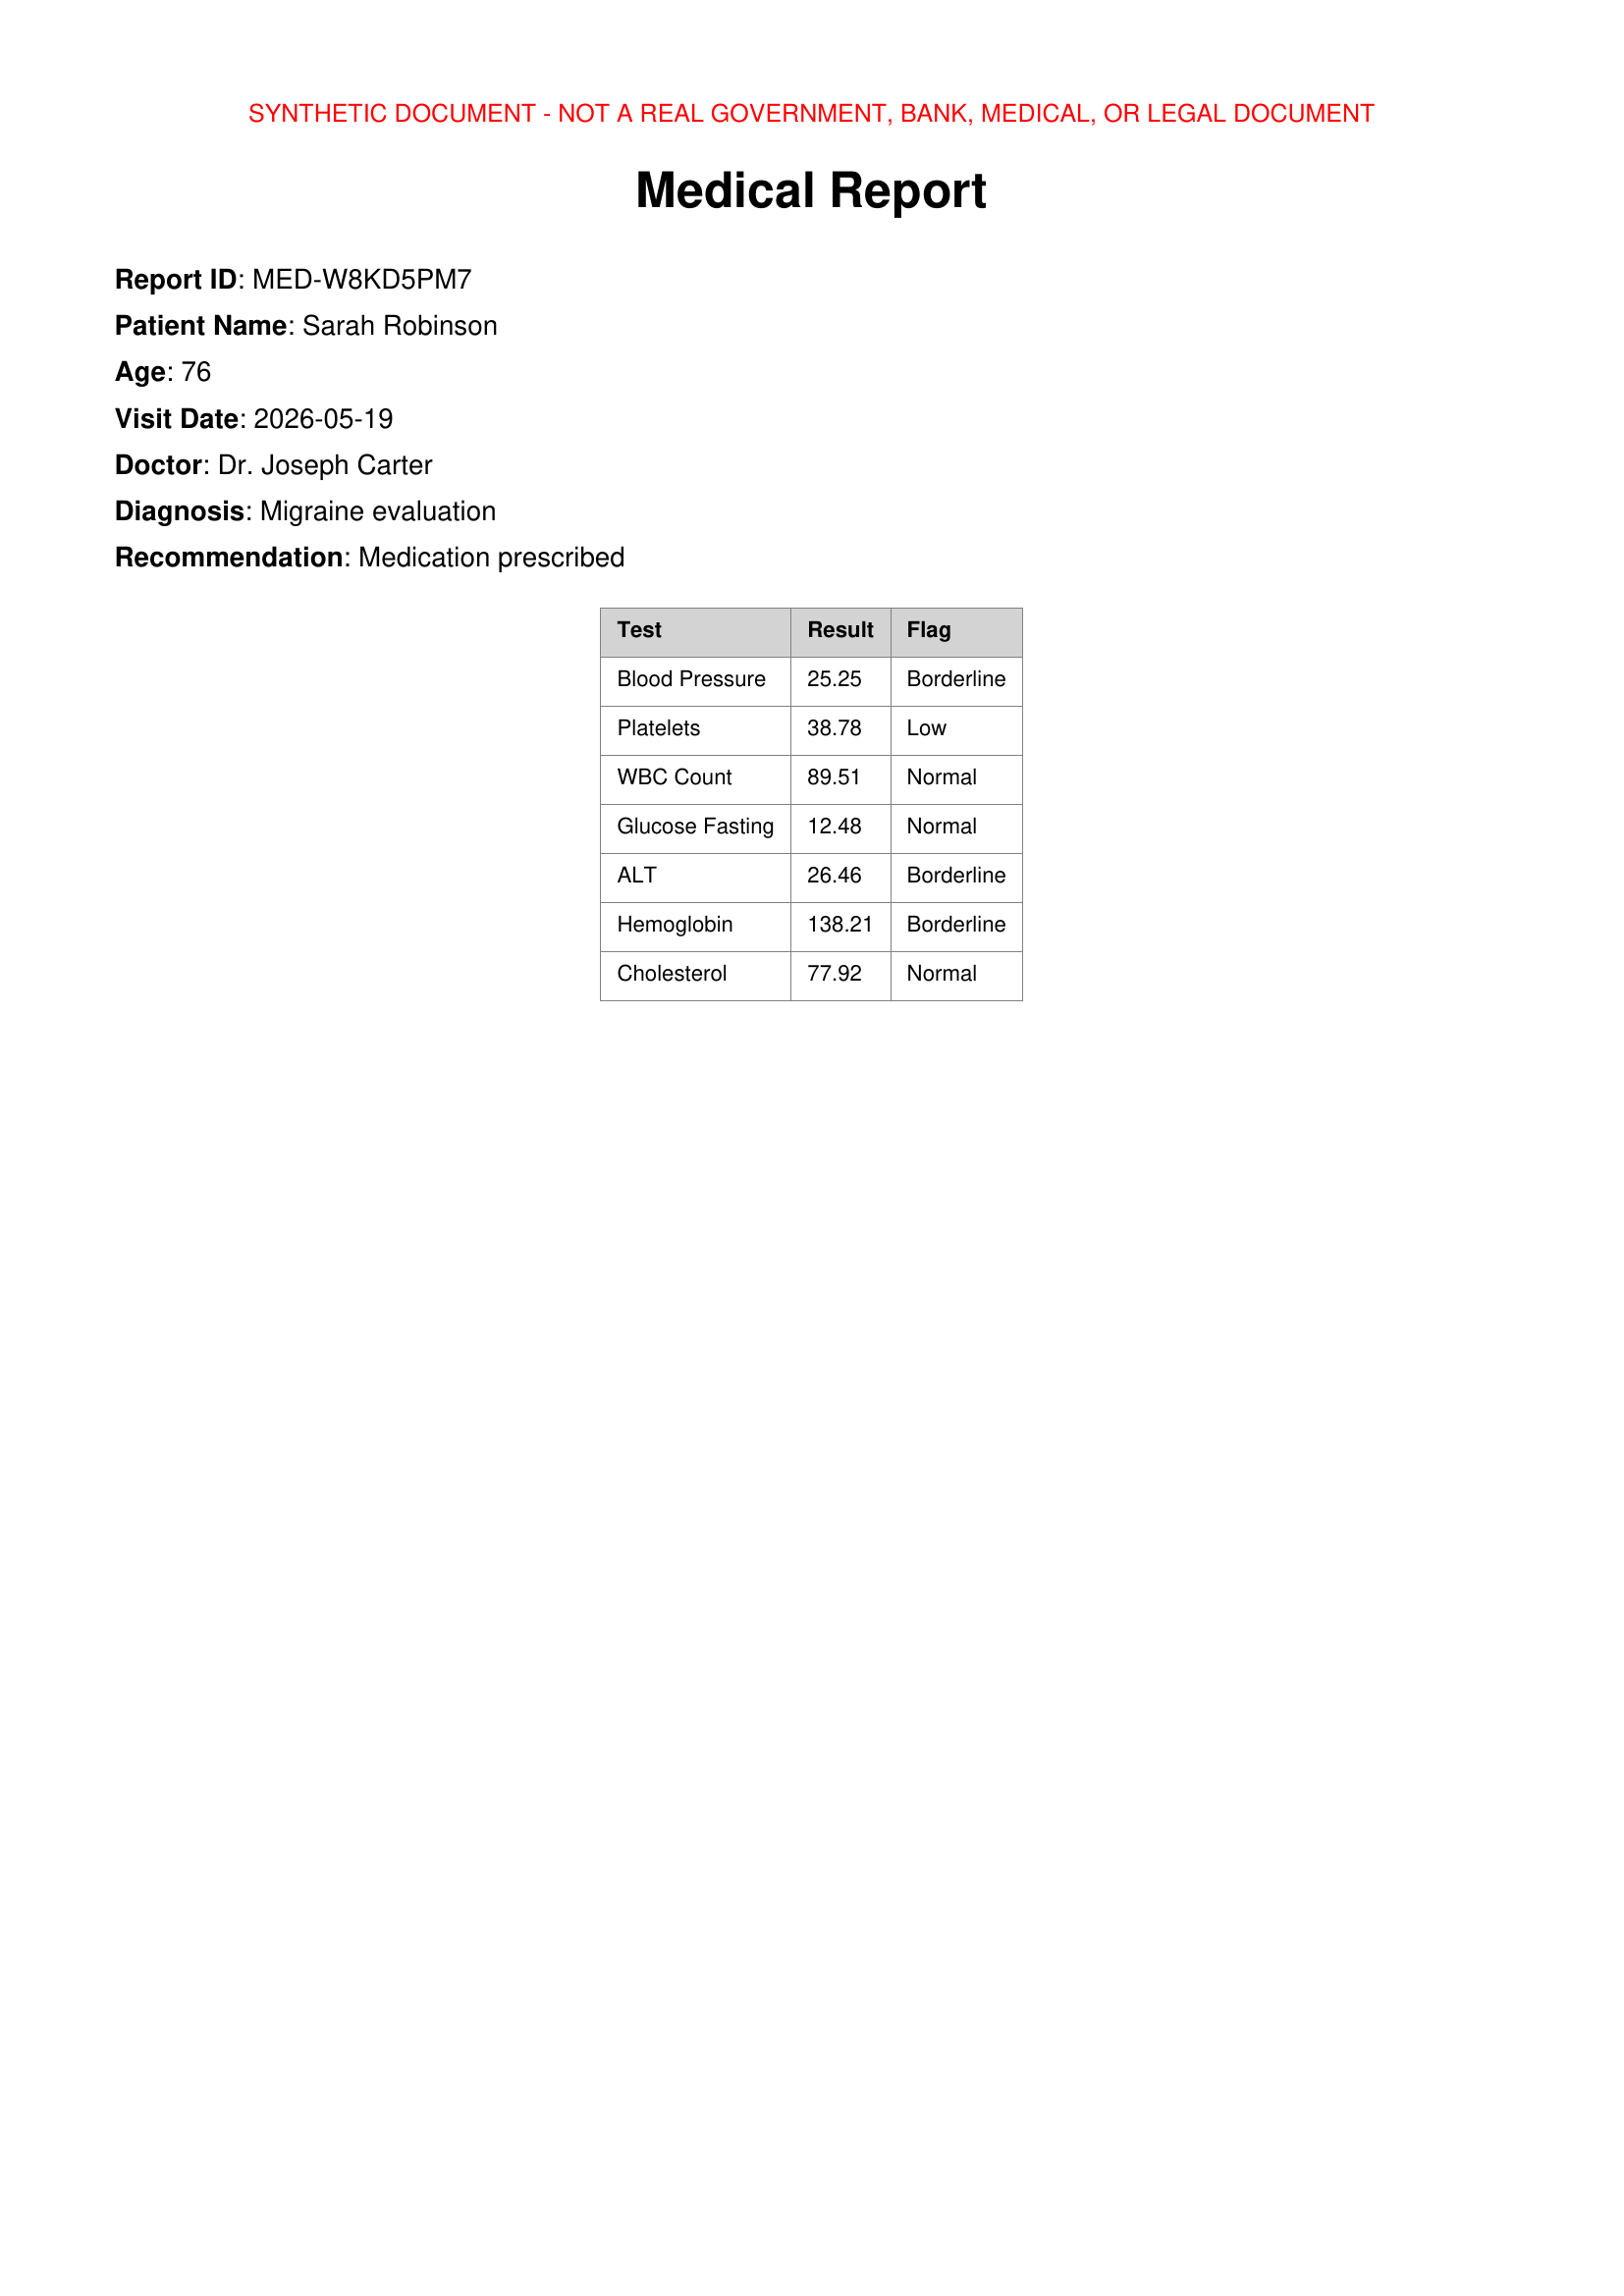 SYNTHETIC DOCUMENT - NOT A REAL GOVERNMENT, BANK, MEDICAL, OR LEGAL DOCUMENT
Medical Report
Report ID: MED-W8KD5PM7
Patient Name: Sarah Robinson
Age: 76
Visit Date: 2026-05-19
Doctor: Dr. Joseph Carter
Diagnosis: Migraine evaluation
Recommendation: Medication prescribed
Test Result Flag
Blood Pressure 25.25 Borderline
Platelets 38.78 Low
WBC Count 89.51 Normal
Glucose Fasting 12.48 Normal
ALT 26.46 Borderline
Hemoglobin 138.21 Borderline
Cholesterol 77.92 Normal